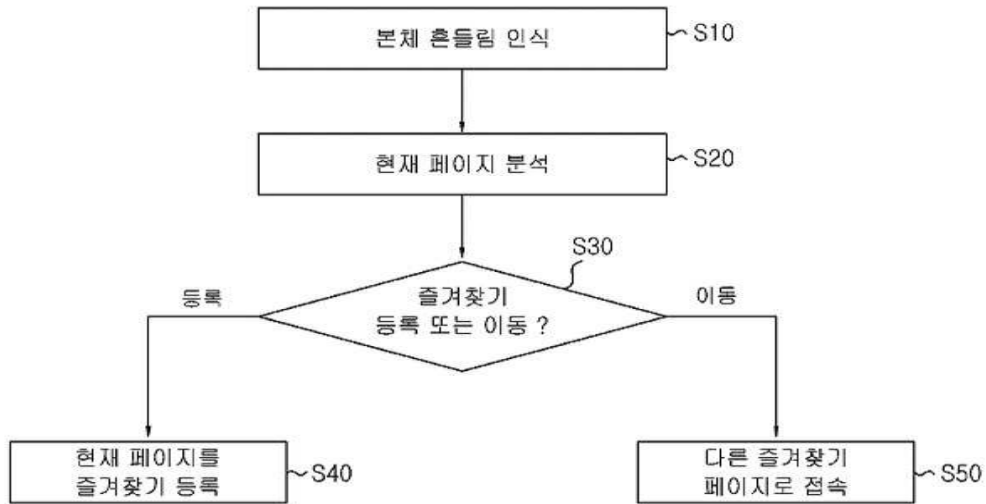 본체 흔들림 인식
S10
현재 페이지 분석
S20
S30
즐겨찾기
등록 또는 이동 ?
등록
이동
현재 페이지를
즐겨찾기 등록
S40
다른 즐겨찾기
페이지로 접속
S50